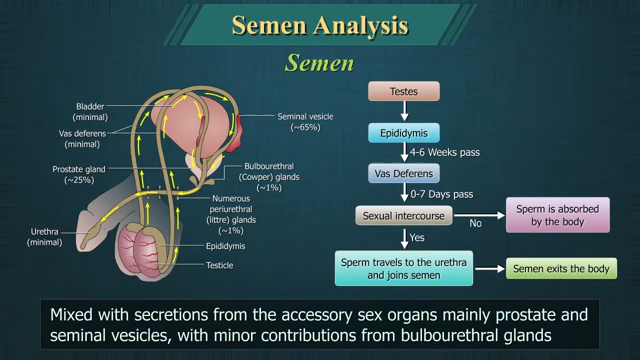 Semen Analysis
Semen
Bladder
(minimal)
Vas deferens
(minimal)
Prostate gland
(~25%)
Urethra
(minimal)
Seminal vesicle
(~65%)
Bulbourethral
(Cowper) glands
(~1%)
Numerous
periurethral
(littre) glands
(~1%)
Epididymis
Testicle
Testes
Epididymis
4-6 Weeks pass
Vas Deferens
0-7 Days pass
Sexual intercourse
No
Sperm is absorbed
by the body
Yes
Sperm travels to the urethra
and joins semen
Semen exits the body
Mixed with secretions from the accessory sex organs mainly prostate and
seminal vesicles, with minor contributions from bulbourethral glands